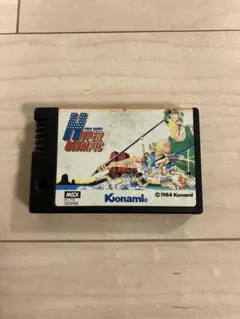 HYPER
OLYMPIC
Konami®
© 1984 Konami
MSX